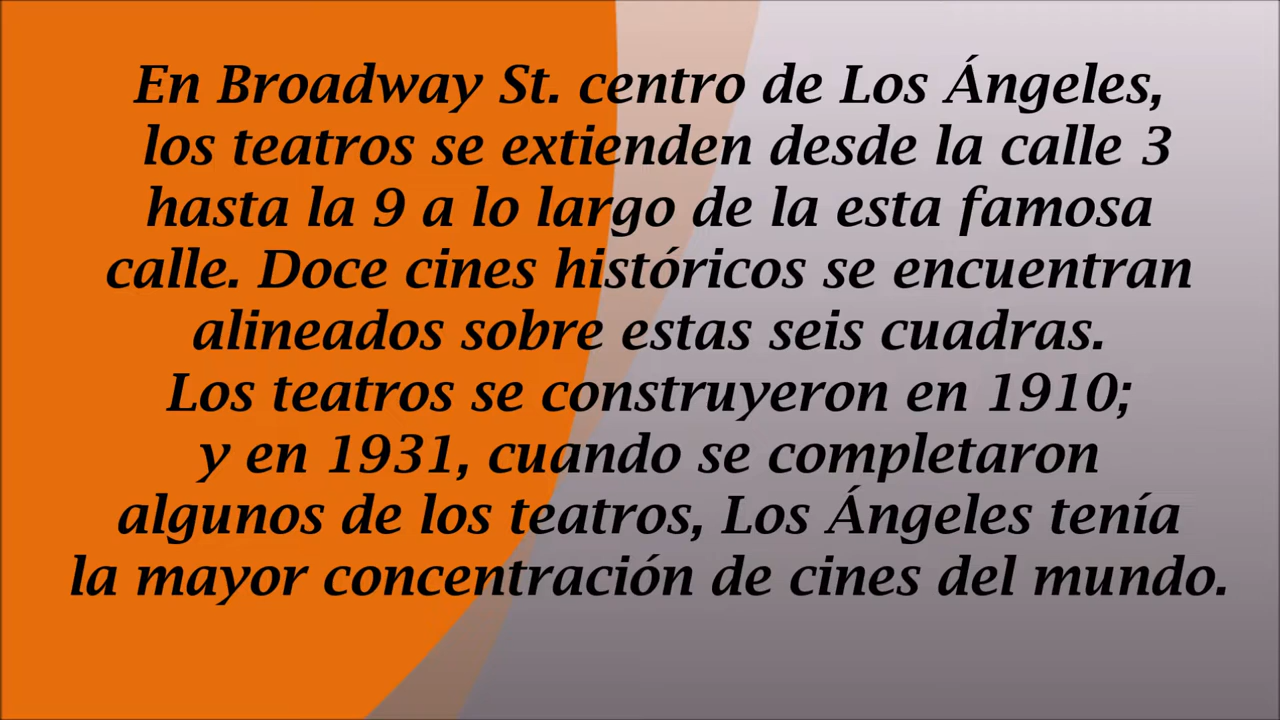 En Broadway St. centro de Los Ángeles,
los teatros se extienden desde la calle 3
hasta la 9 a lo largo de la esta famosa
calle. Doce cines históricos se encuentran
alineados sobre estas seis cuadras.
Los teatros se construyeron en 1910;
y en 1931, cuando se completaron
algunos de los teatros, Los Ángeles tenía
la mayor concentración de cines del mundo.